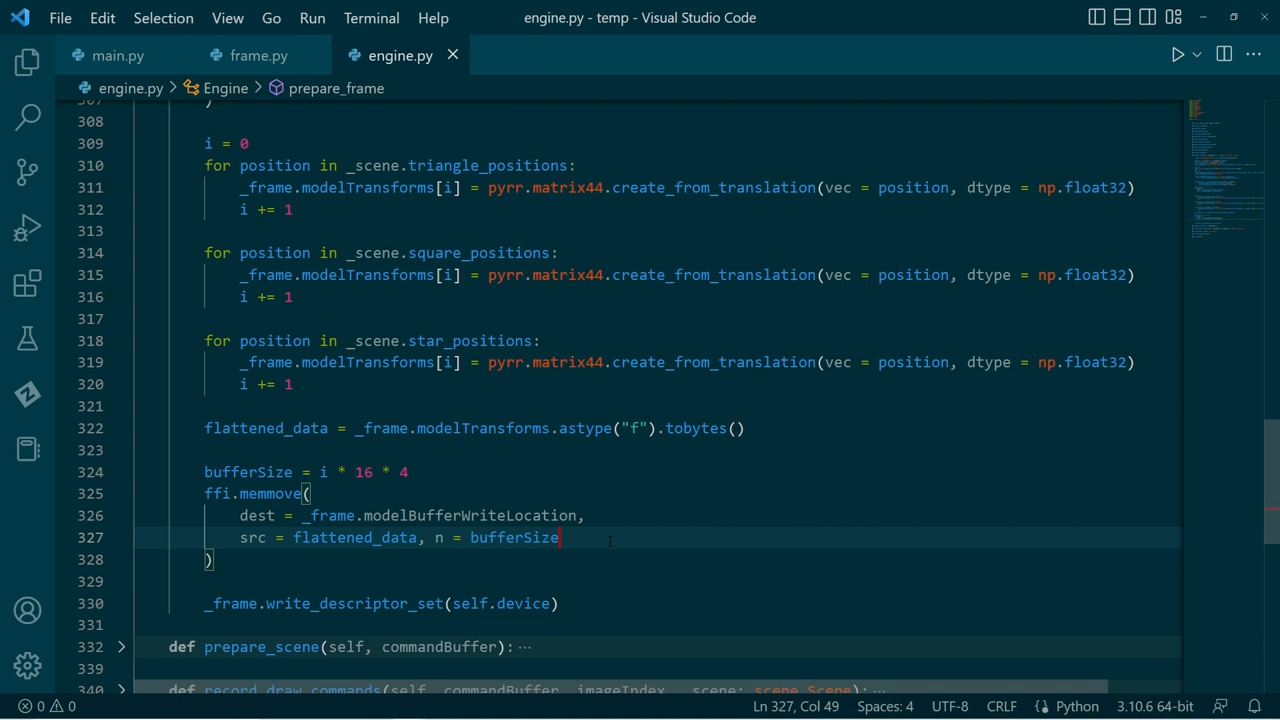 File Edit Selection View Go Run Terminal Help engine.py - temp - Visual Studio Code
main.py frame.py engine.py
engine.py > Engine > prepare_frame
307 )
308
309 i = 0
310 for position in _scene.triangle_positions:
311 _frame.modelTransforms[i] = pyrr.matrix44.create_from_translation(vec = position, dtype = np.float32)
312 i += 1
313
314 for position in _scene.square_positions:
315 _frame.modelTransforms[i] = pyrr.matrix44.create_from_translation(vec = position, dtype = np.float32)
316 i += 1
317
318 for position in _scene.star_positions:
319 _frame.modelTransforms[i] = pyrr.matrix44.create_from_translation(vec = position, dtype = np.float32)
320 i += 1
321
322 flattened_data = _frame.modelTransforms.astype("f").tobytes()
323
324 bufferSize = i * 16 * 4
325 ffi.memmove(
326 dest = _frame.modelBufferWriteLocation,
327 src = flattened_data, n = bufferSize
328 )
329
330 _frame.write_descriptor_set(self.device)
331
332 def prepare_scene(self, commandBuffer):···
339
340 def record_draw_commands(self, commandBuffer, imageIndex, _scene: scene.Scene):···
0 0 Ln 327, Col 49 Spaces: 4 UTF-8 CRLF Python 3.10.6 64-bit